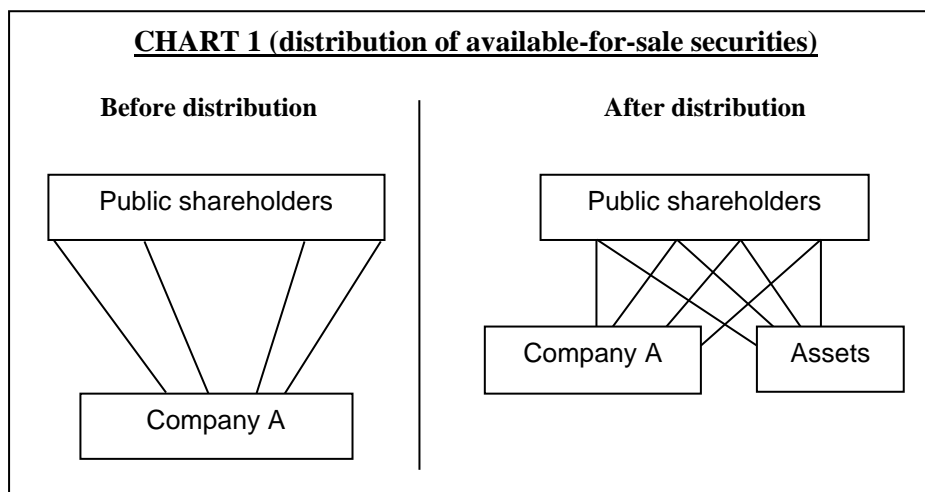 CHART 1 (distribution of available-for-sale securities)
Before distribution
After distribution
Public shareholders
Public shareholders
Company A
Assets
Company A